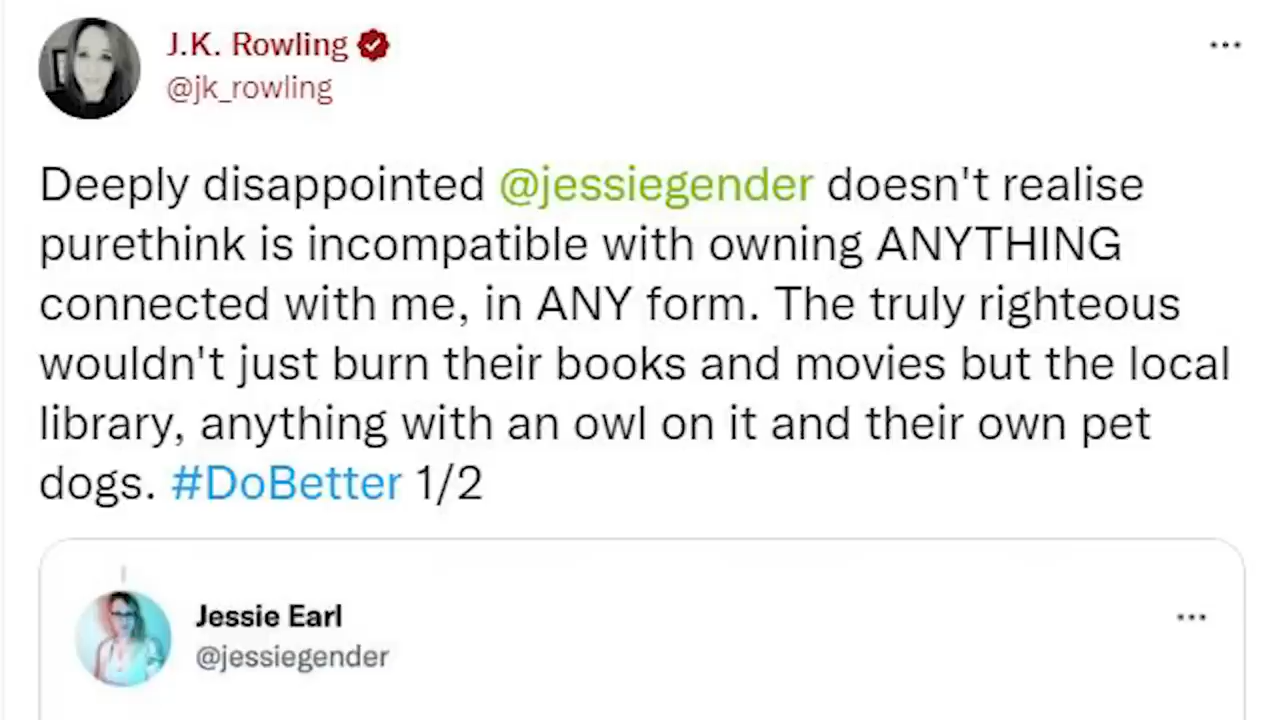 J.K. Rowling
@jk_rowling
Deeply disappointed @jessiegender doesn't realise
purethink is incompatible with owning ANYTHING
connected with me, in ANY form. The truly righteous
wouldn't just burn their books and movies but the local
library, anything with an owl on it and their own pet
dogs. #DoBetter 1/2
Jessie Earl
@jessiegender